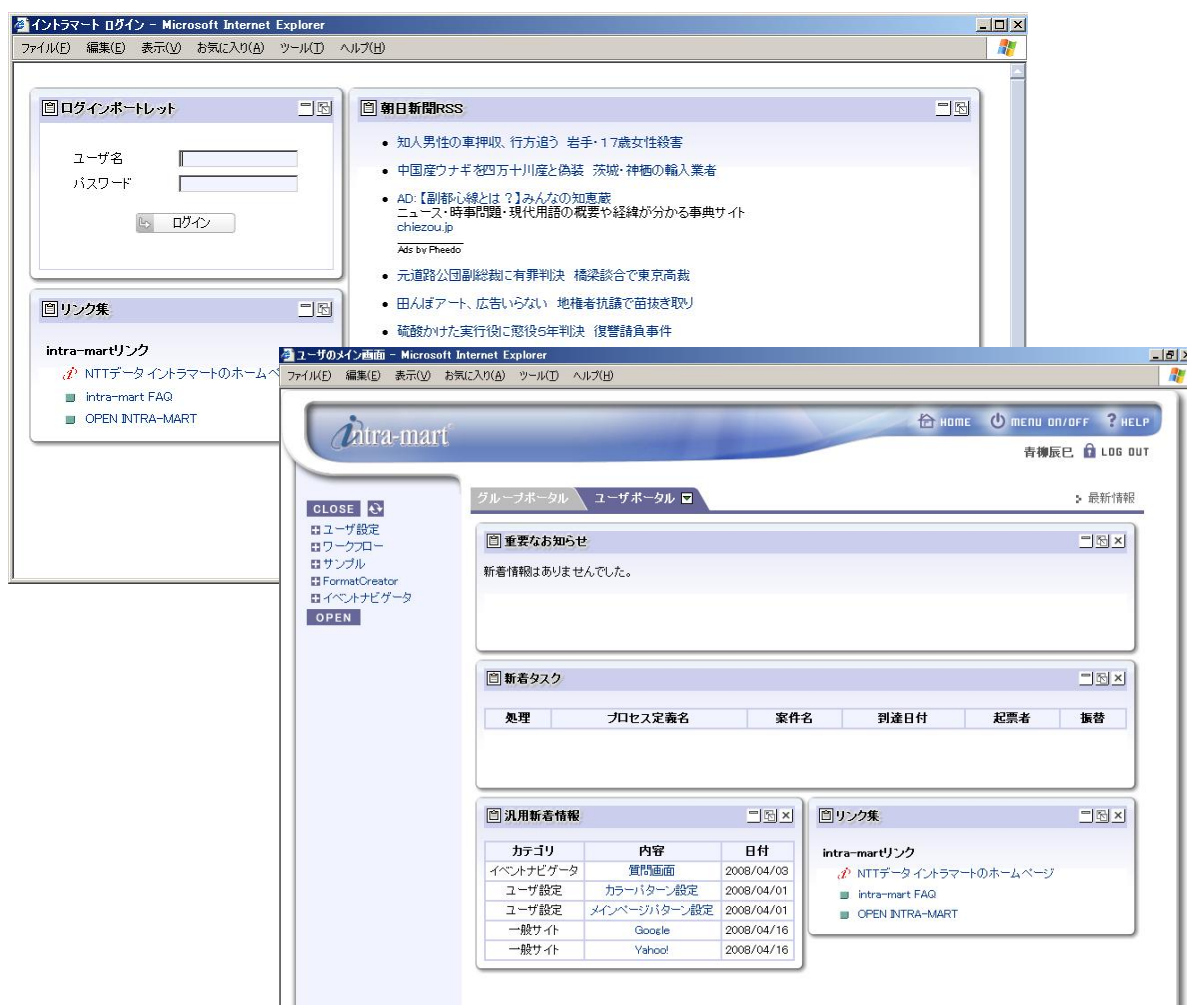 イントラマート ログイン - Microsoft Internet Explorer
ファイル(F) 編集(E) 表示(V) お気に入り(A) ツール(T) ヘルプ(H)
ログインポートレット
ユーザ名
パスワード
ログイン
リンク集
intra-martリンク
NTTデータ イントラマートのホームペ
intra-mart FAQ
OPEN INTRA-MART
朝日新聞RSS
知人男性の車押収、行方追う 岩手・17歳女性殺害
中国産ウナギを四万十川産と偽装 茨城・神栖の輸入業者
AD:【副都心線とは？】みんなの知恵蔵
ニュース・時事問題・現代用語の概要や経緯が分かる事典サイト
chiezou.jp
Ads by Pheedo
元道路公団副総裁に有罪判決 橋梁談合で東京高裁
田んぼアート、広告いらない 地権者抗議で苗抜き取り
硫酸かけた実行役に懲役5年判決 復讐請負事件
ユーザのメイン画面 - Microsoft Internet Explorer
ファイル(F) 編集(E) 表示(V) お気に入り(A) ツール(T) ヘルプ(H)
intra-mart
HOME MENU ON/OFF ? HELP
青柳辰巳 LOG OUT
CLOSE
ユーザ設定
ワークフロー
サンプル
FormatCreator
イベントナビゲータ
OPEN
グループポータル ユーザポータル 最新情報
重要なお知らせ
新着情報はありませんでした。
新着タスク
処理 プロセス定義名 案件名 到達日付 起票者 振替
汎用新着情報
カテゴリ 内容 日付
イベントナビゲータ 質問画面 2008/04/03
ユーザ設定 カラーパターン設定 2008/04/01
ユーザ設定 メインページパターン設定 2008/04/01
一般サイト Google 2008/04/16
一般サイト Yahoo! 2008/04/16
リンク集
intra-martリンク
NTTデータ イントラマートのホームページ
intra-mart FAQ
OPEN INTRA-MART